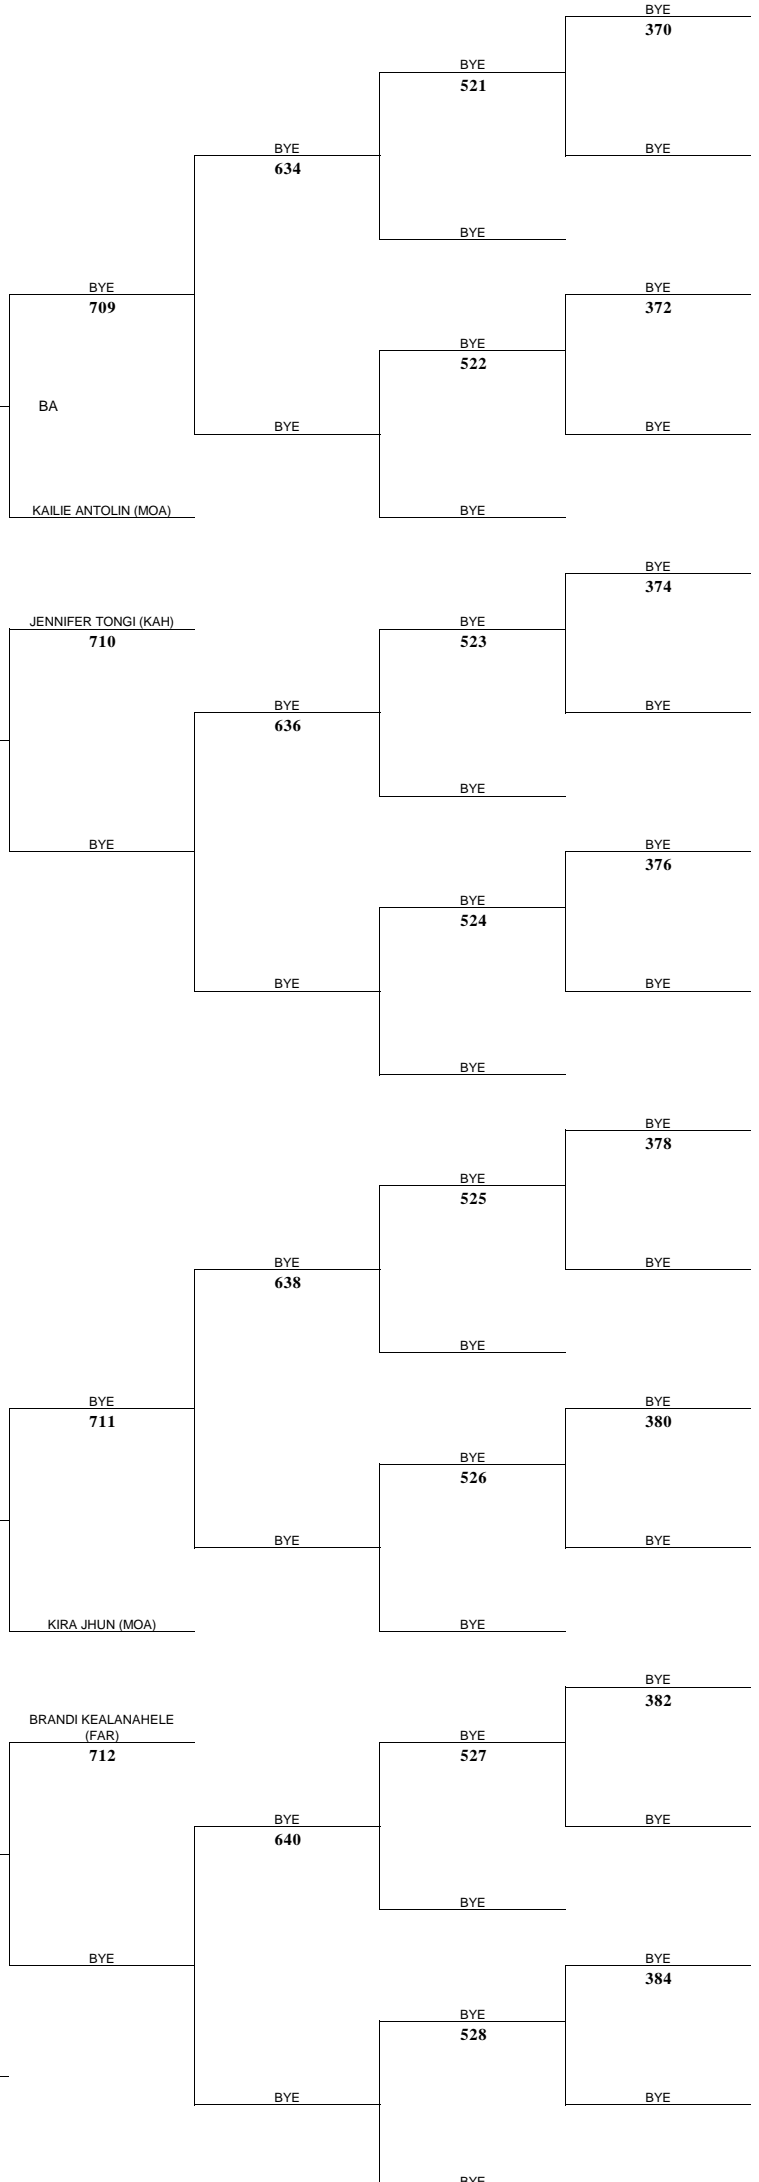 BYE
370
BYE
521
BYE
634
BYE
BYE
BYE
709
BYE
372
BYE
522
BA
BYE
BYE
KAILIE ANTOLIN (MOA)
BYE
BYE
374
JENNIFER TONGI (KAH)
710
BYE
523
BYE
636
BYE
BYE
BYE
BYE
376
BYE
524
BYE
BYE
BYE
BYE
378
BYE
525
BYE
638
BYE
BYE
BYE
711
BYE
380
BYE
526
BYE
BYE
KIRA JHUN (MOA)
BYE
BYE
382
BRANDI KEALANAHELE
(FAR)
712
BYE
527
BYE
640
BYE
BYE
BYE
BYE
384
BYE
528
BYE
BYE
BYE